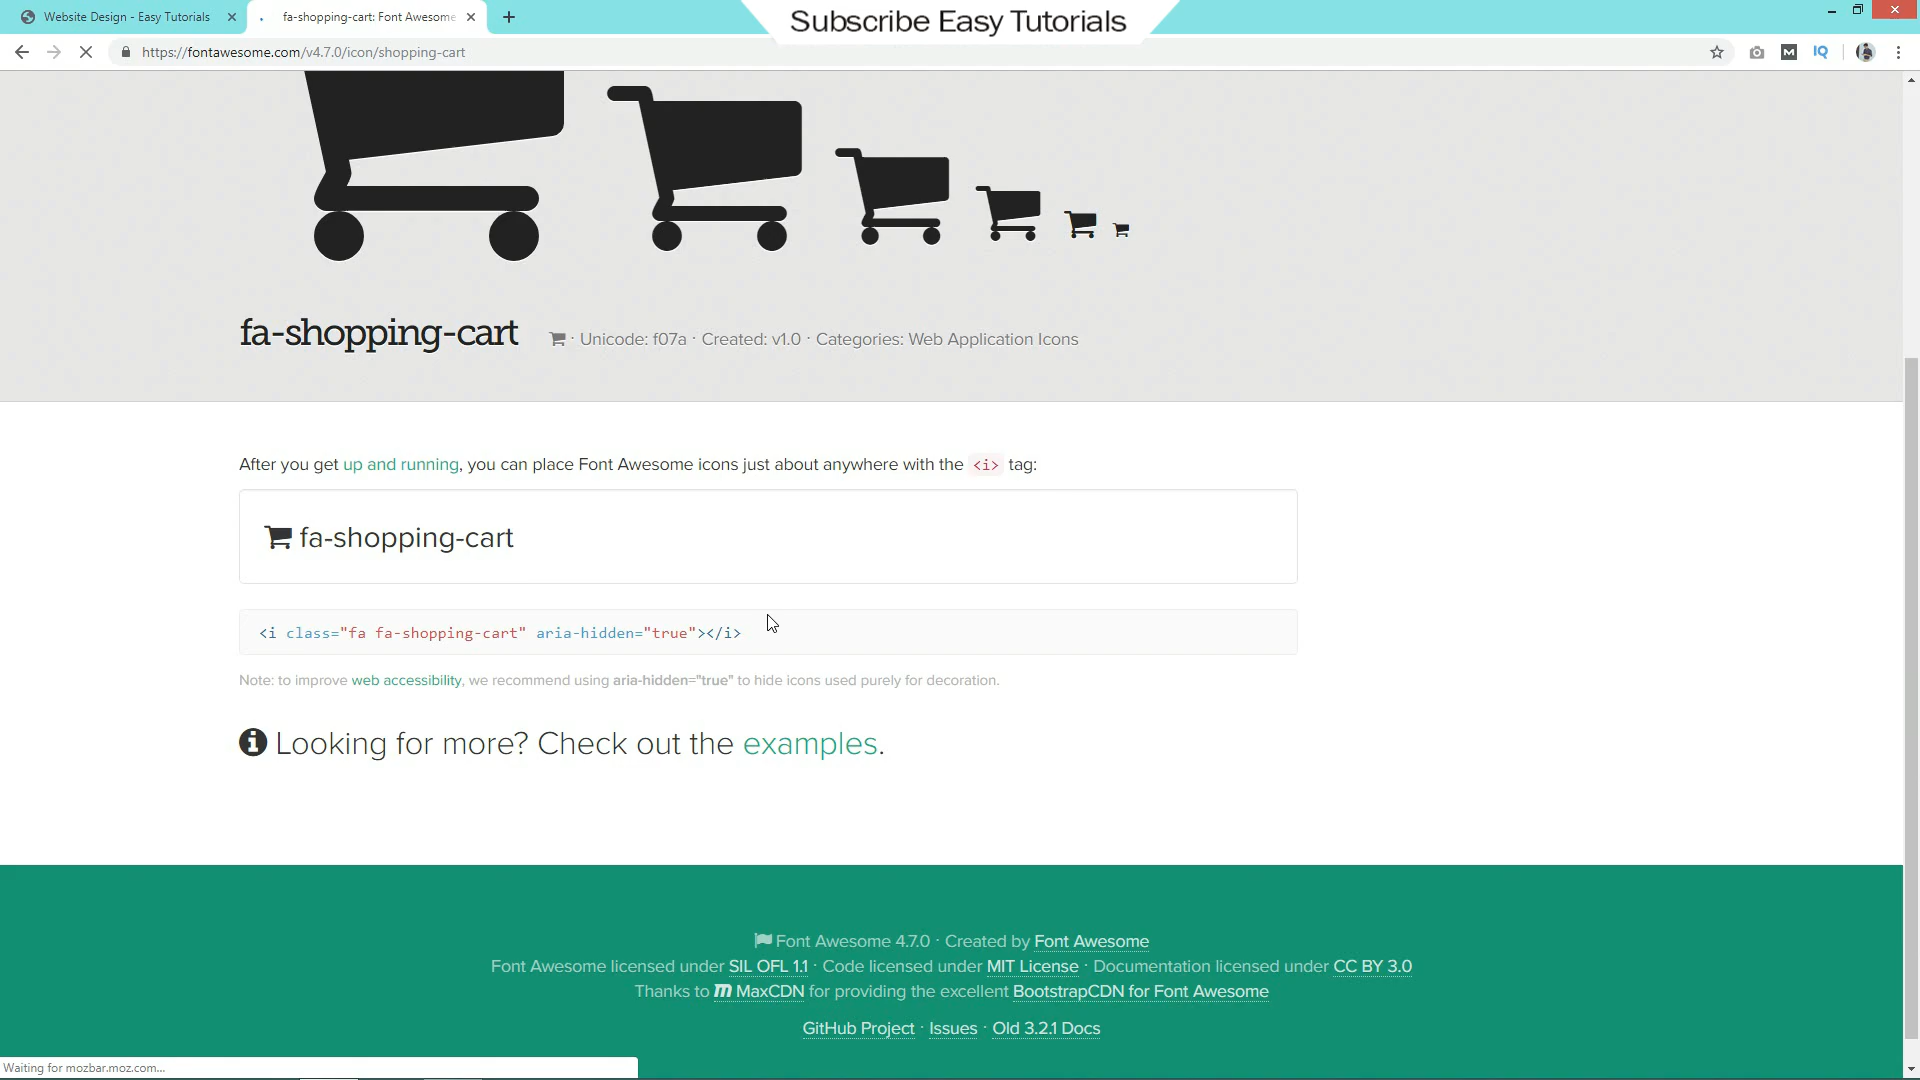 Website Design - Easy Tutorials
fa-shopping-cart: Font Awesome
Subscribe Easy Tutorials
https://fontawesome.com/v4.7.0/icon/shopping-cart
M
IQ
fa-shopping-cart · Unicode: f07a · Created: v1.0 · Categories: Web Application Icons
After you get up and running, you can place Font Awesome icons just about anywhere with the <i> tag:
fa-shopping-cart
<i class="fa fa-shopping-cart" aria-hidden="true"></i>
Note: to improve web accessibility, we recommend using aria-hidden="true" to hide icons used purely for decoration.
Looking for more? Check out the examples.
Font Awesome 4.7.0 · Created by Font Awesome
Font Awesome licensed under SIL OFL 1.1 · Code licensed under MIT License · Documentation licensed under CC BY 3.0
Thanks to MaxCDN for providing the excellent BootstrapCDN for Font Awesome
GitHub Project · Issues · Old 3.2.1 Docs
Waiting for mozbar.moz.com...